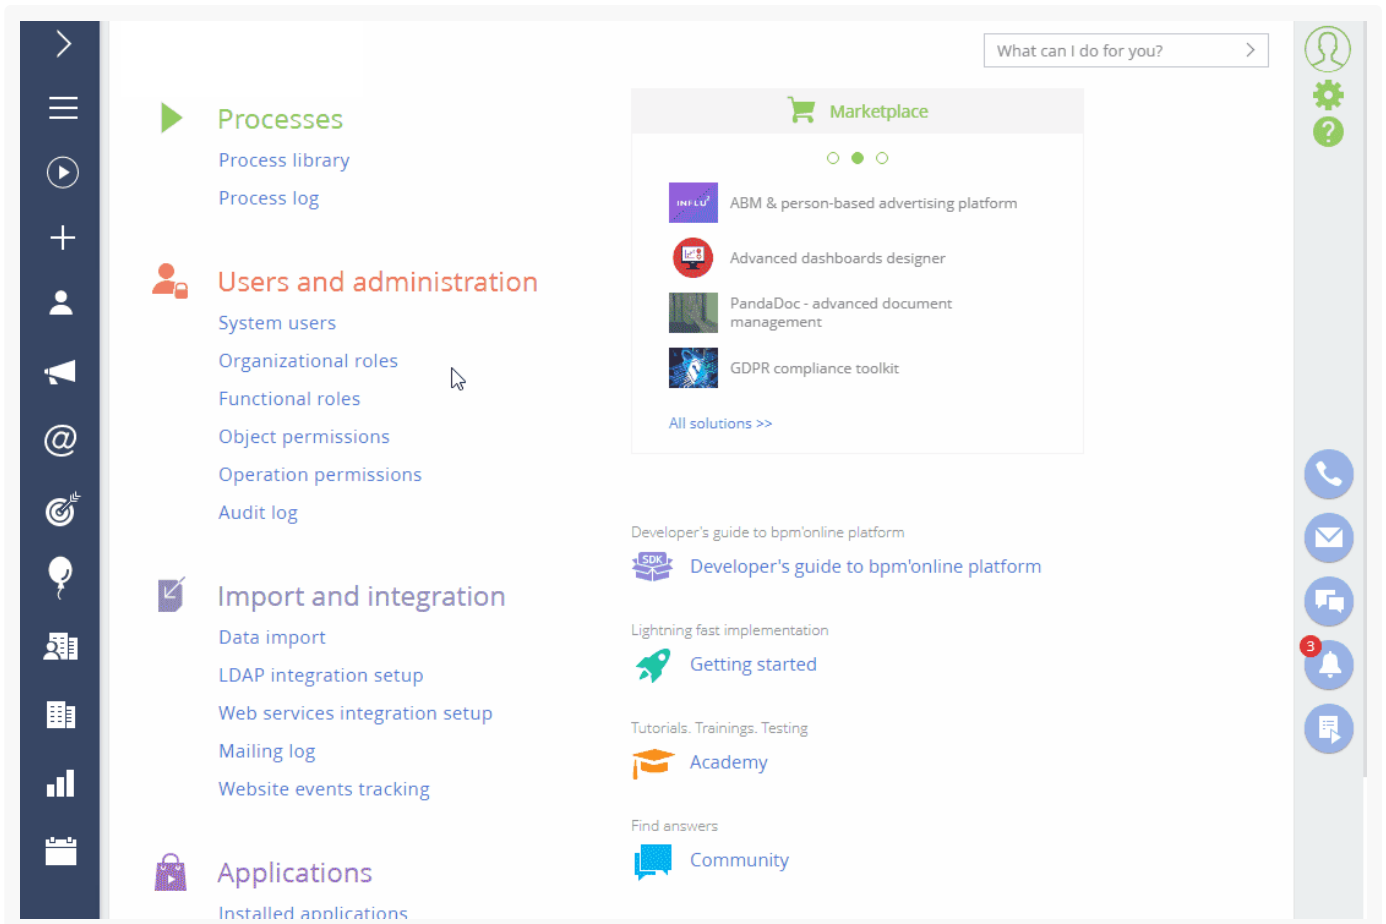 What can I do for you?
Processes
Process library
Process log
Users and administration
System users
Organizational roles
Functional roles
Object permissions
Operation permissions
Audit log
Import and integration
Data import
LDAP integration setup
Web services integration setup
Mailing log
Website events tracking
Applications
Installed applications
Marketplace
INFLU2
ABM & person-based advertising platform
Advanced dashboards designer
PandaDoc - advanced document
management
GDPR compliance toolkit
All solutions >>
Developer's guide to bpm'online platform
SDK
Developer's guide to bpm'online platform
Lightning fast implementation
Getting started
Tutorials. Trainings. Testing
Academy
Find answers
Community
?
3